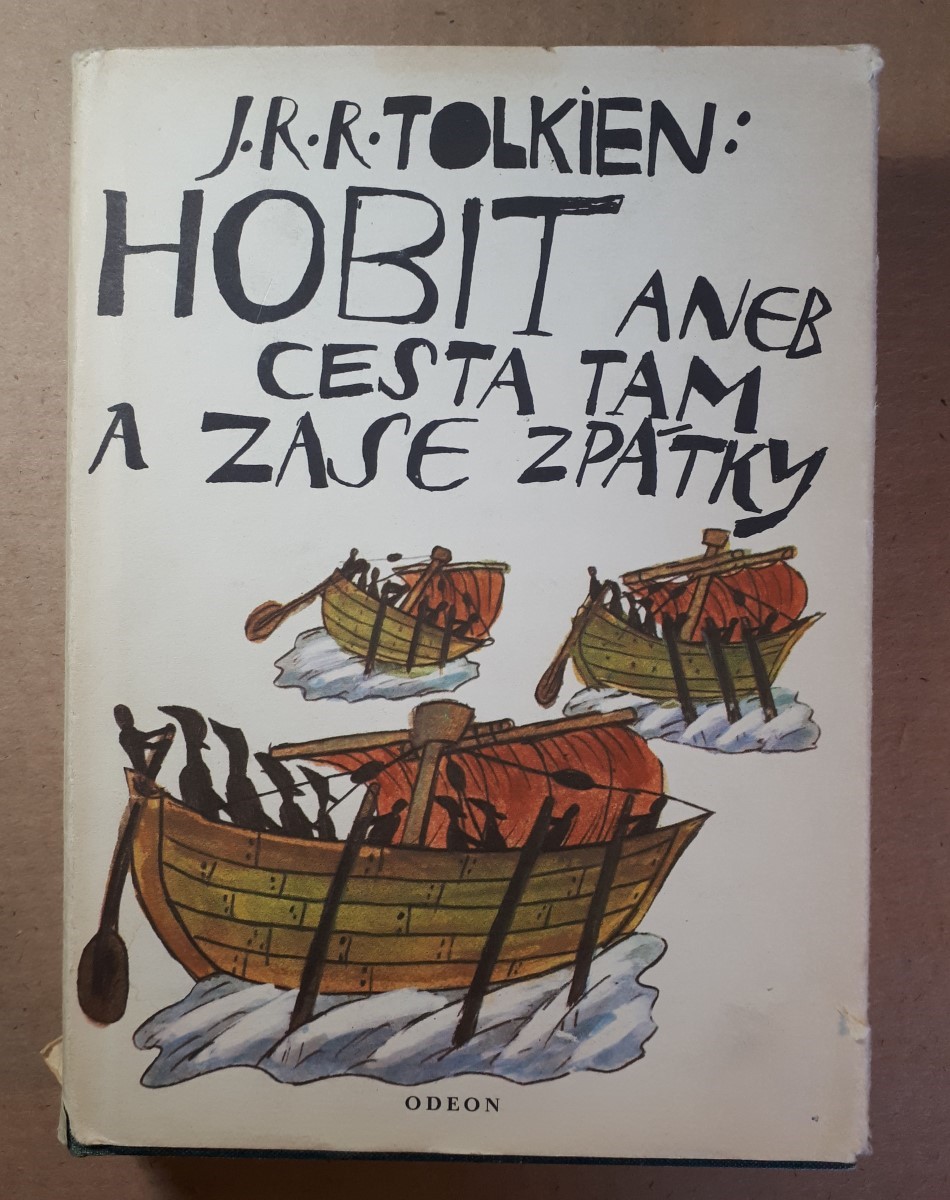 J.R.R.TOLKIEN:
HOBIT ANEB
CESTA TAM
A ZASE ZPÁTKY
ODEON